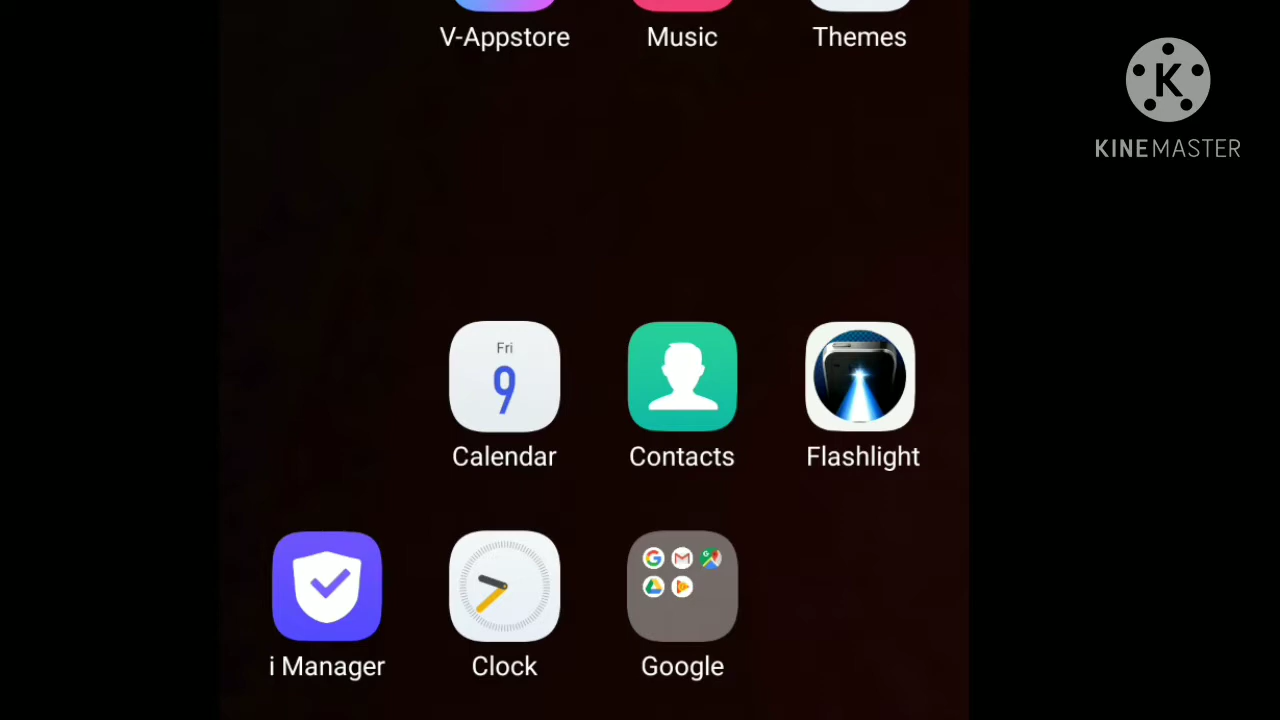 V-Appstore Music Themes
K
KINEMASTER
Fri
9
Calendar Contacts Flashlight
i Manager Clock Google